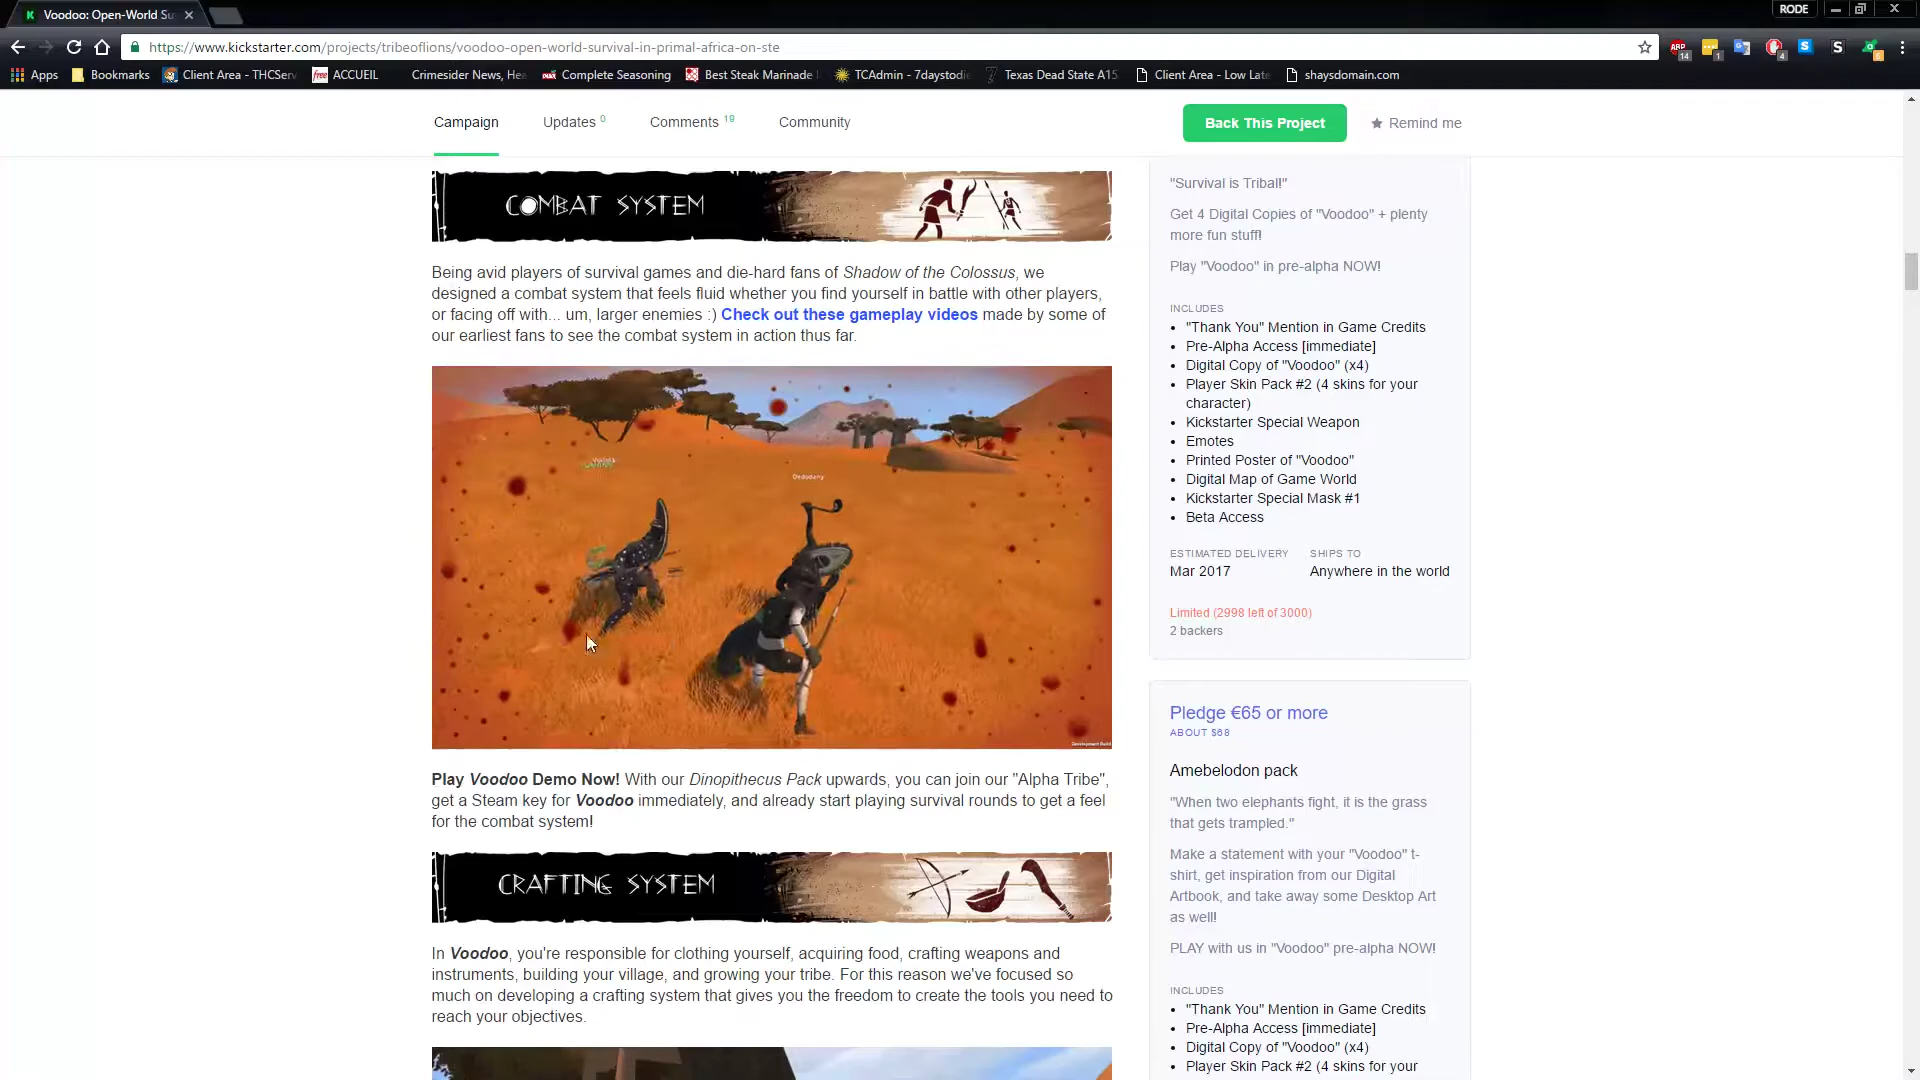 Voodoo: Open-World Su
RODE
https://www.kickstarter.com/projects/tribeoflions/voodoo-open-world-survival-in-primal-africa-on-ste
Apps Bookmarks Client Area - THCServ free ACCUEIL Crimesider News, Hea Complete Seasoning Best Steak Marinade TCAdmin - 7daystodi Texas Dead State A15 Client Area - Low Late shaysdomain.com
Campaign Updates 0 Comments 19 Community Back This Project Remind me
COMBAT SYSTEM
Being avid players of survival games and die-hard fans of Shadow of the Colossus, we
designed a combat system that feels fluid whether you find yourself in battle with other players,
or facing off with... um, larger enemies :) Check out these gameplay videos made by some of
our earliest fans to see the combat system in action thus far.
Dedodany
Development Build
Play Voodoo Demo Now! With our Dinopithecus Pack upwards, you can join our "Alpha Tribe",
get a Steam key for Voodoo immediately, and already start playing survival rounds to get a feel
for the combat system!
CRAFTING SYSTEM
In Voodoo, you're responsible for clothing yourself, acquiring food, crafting weapons and
instruments, building your village, and growing your tribe. For this reason we've focused so
much on developing a crafting system that gives you the freedom to create the tools you need to
reach your objectives.
"Survival is Tribal!"
Get 4 Digital Copies of "Voodoo" + plenty
more fun stuff!
Play "Voodoo" in pre-alpha NOW!
INCLUDES
"Thank You" Mention in Game Credits
Pre-Alpha Access [immediate]
Digital Copy of "Voodoo" (x4)
Player Skin Pack #2 (4 skins for your
character)
Kickstarter Special Weapon
Emotes
Printed Poster of "Voodoo"
Digital Map of Game World
Kickstarter Special Mask #1
Beta Access
ESTIMATED DELIVERY SHIPS TO
Mar 2017 Anywhere in the world
Limited (2998 left of 3000)
2 backers
Pledge €65 or more
ABOUT $68
Amebelodon pack
"When two elephants fight, it is the grass
that gets trampled."
Make a statement with your "Voodoo" t-
shirt, get inspiration from our Digital
Artbook, and take away some Desktop Art
as well!
PLAY with us in "Voodoo" pre-alpha NOW!
INCLUDES
"Thank You" Mention in Game Credits
Pre-Alpha Access [immediate]
Digital Copy of "Voodoo" (x4)
Player Skin Pack #2 (4 skins for your